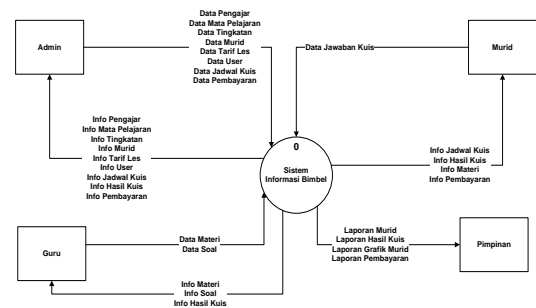 Data Pengajar
Data Mata Pelajaran
Data Tingkatan
Data Murid
Data Tarif Les
Data User
Data Jadwal Kuis
Data Pembayaran
Admin
Data Jawaban Kuis
Murid
Info Pengajar
Info Mata Pelajaran
Info Tingkatan
Info Murid
Info Tarif Les
Info User
Info Jadwal Kuis
Info Hasil Kuis
Info Pembayaran
0
Sistem
Informasi Bimbel
Info Jadwal Kuis
Info Hasil Kuis
Info Materi
Info Pembayaran
Guru
Data Materi
Data Soal
Laporan Murid
Laporan Hasil Kuis
Laporan Grafik Murid
Laporan Pembayaran
Pimpinan
Info Materi
Info Soal
Info Hasil Kuis